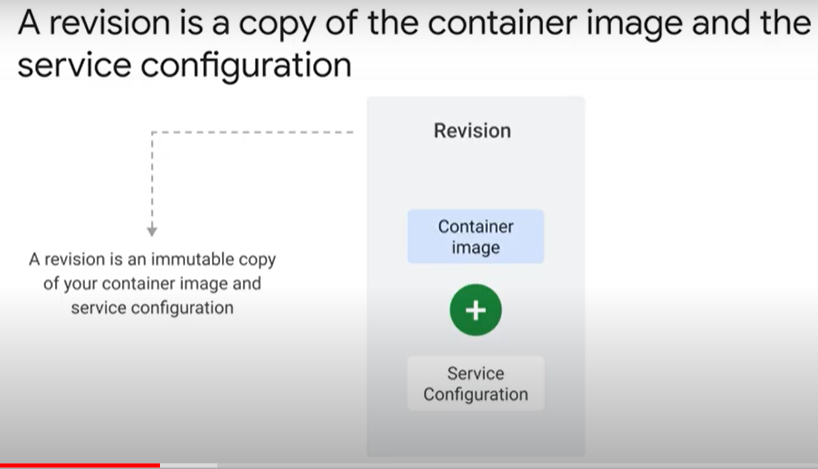 A revision is a copy of the container image and the
service configuration
Revision
Container
image
+
Service
Configuration
A revision is an immutable copy
of your container image and
service configuration